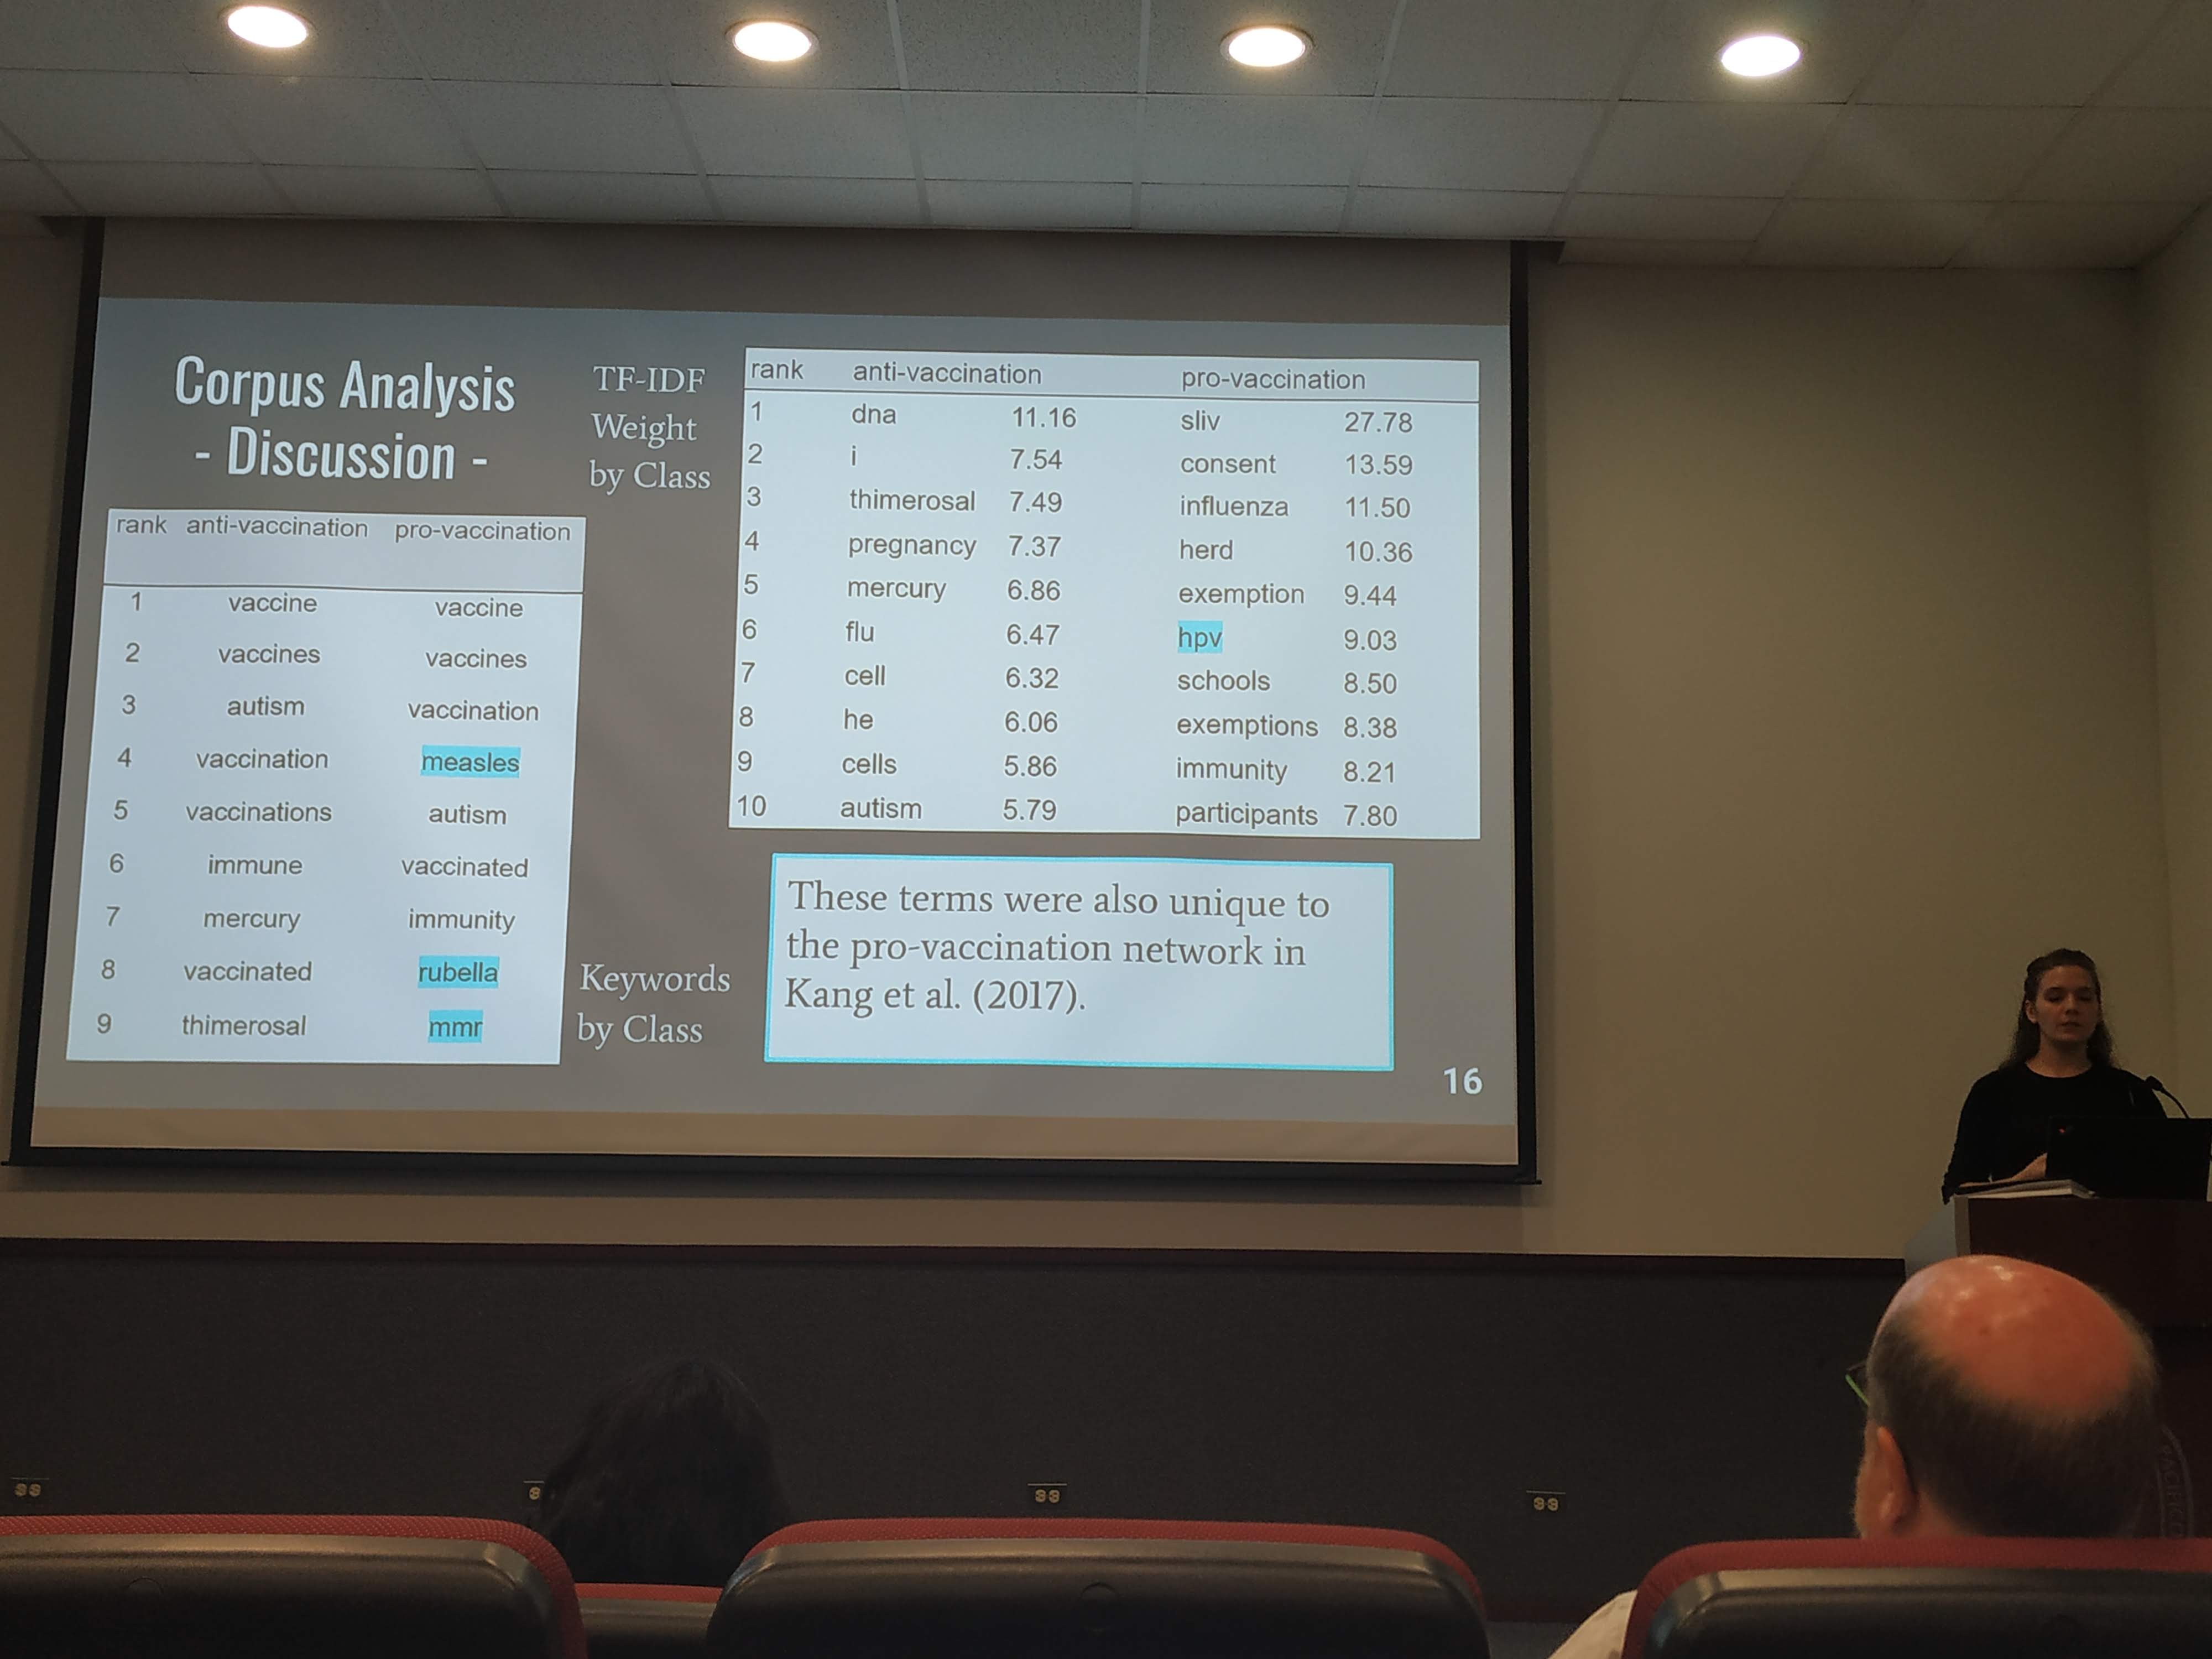 Corpus Analysis
- Discussion -
rank anti-vaccination pro-vaccination
1 vaccine vaccine
2 vaccines vaccines
3 autism vaccination
4 vaccination measles
5 vaccinations autism
6 immune vaccinated
7 mercury immunity
8 vaccinated rubella
9 thimerosal mmr
Keywords
by Class
TF-IDF
Weight
by Class
rank anti-vaccination pro-vaccination
1 dna 11.16 sliv 27.78
2 i 7.54 consent 13.59
3 thimerosal 7.49 influenza 11.50
4 pregnancy 7.37 herd 10.36
5 mercury 6.86 exemption 9.44
6 flu 6.47 hpv 9.03
7 cell 6.32 schools 8.50
8 he 6.06 exemptions 8.38
9 cells 5.86 immunity 8.21
10 autism 5.79 participants 7.80
These terms were also unique to
the pro-vaccination network in
Kang et al. (2017).
16